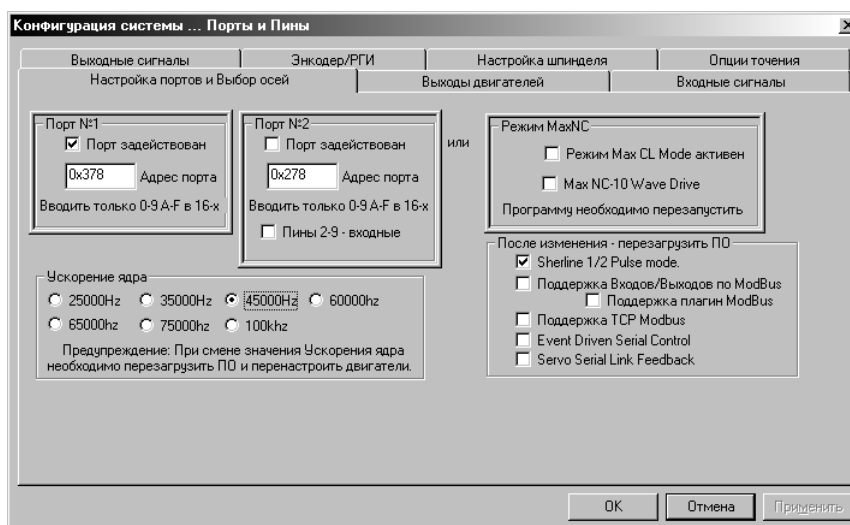 Конфигурация системы ... Порты и Пины
Выходные сигналы Энкодер/РГИ Настройка шпинделя Опции точения
Настройка портов и Выбор осей Выходы двигателей Входные сигналы
Порт №1
Порт задействован
0x378 Адрес порта
Вводить только 0-9 A-F в 16-х
Порт №2
Порт задействован
0x278 Адрес порта
Вводить только 0-9 A-F в 16-х
Пины 2-9 - входные
или
Режим MaxNC
Режим Max CL Mode активен
Max NC-10 Wave Drive
Программу необходимо перезапустить
Ускорение ядра
25000Hz 35000Hz 45000Hz 60000hz
65000hz 75000hz 100khz
Предупреждение: При смене значения Ускорения ядра
необходимо перезагрузить ПО и перенастроить двигатели.
После изменения - перезагрузить ПО
Sherline 1/2 Pulse mode.
Поддержка Входов/Выходов по ModBus
Поддержка плагин ModBus
Поддержка TCP Modbus
Event Driven Serial Control
Servo Serial Link Feedback
OK Отмена Применить